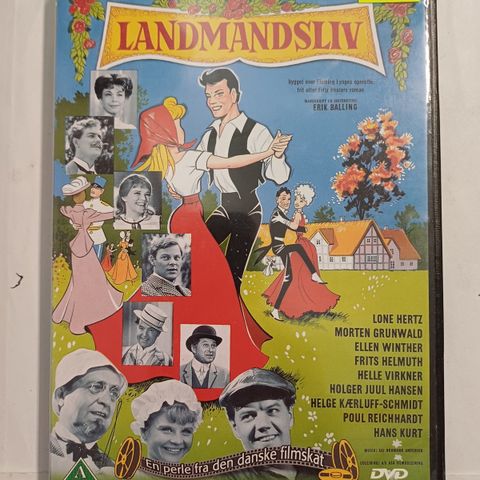 LANDMANDSLIV
bygget over Flemming Lynges operette,
frit efter Fritz Reuters roman
MANUSKRIPT OG INSTRUKTION:
ERIK BALLING
LONE HERTZ
MORTEN GRUNWALD
ELLEN WINTHER
FRITS HELMUTH
HELLE VIRKNER
HOLGER JUUL HANSEN
HELGE KÆRLUFF-SCHMIDT
POUL REICHHARDT
HANS KURT
A
En perle fra den danske filmskat
DVD